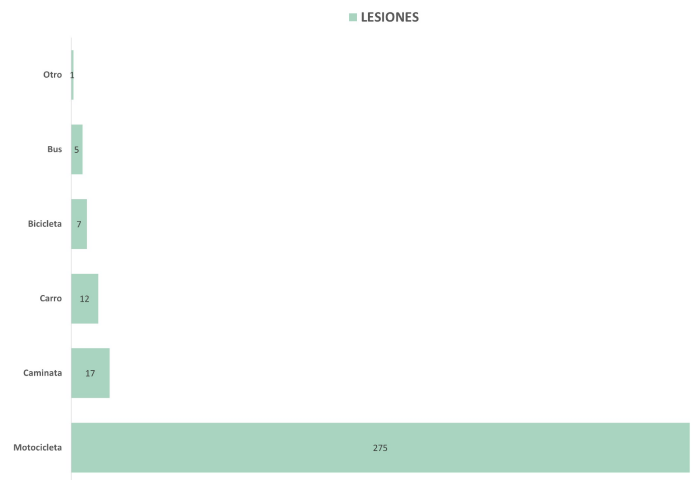 LESIONES
Otro 1
Bus 5
Bicicleta 7
Carro 12
Caminata 17
Motocicleta 275